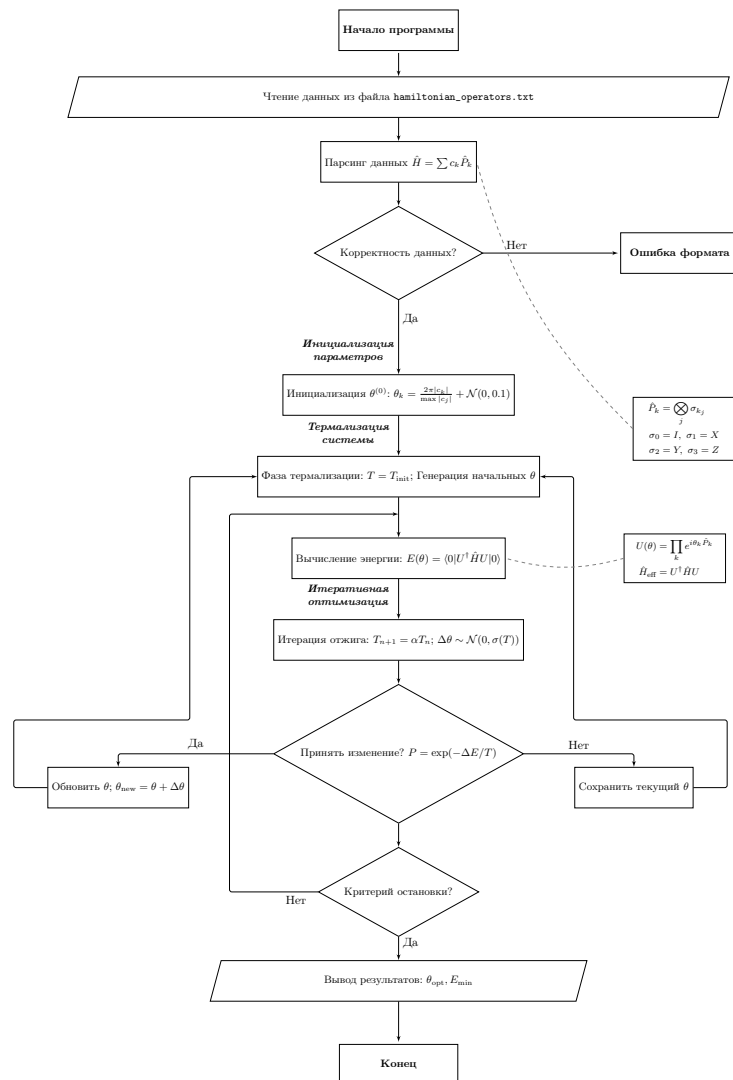 Начало программы
Чтение данных из файла hamiltonian_operators.txt
Парсинг данных Ĥ = ∑ c_k P̂_k
Корректность данных?
Нет
Ошибка формата
Да
Инициализация
параметров
Инициализация θ^(0): θ_k = 2π|c_k| / max |c_j| + 𝒩(0, 0.1)
P̂_k = ⨂_j σ_{k_j}
σ_0 = I, σ_1 = X
σ_2 = Y, σ_3 = Z
Термализация
системы
Фаза термализации: T = T_init; Генерация начальных θ
Вычисление энергии: E(θ) = ⟨0|U†ĤU|0⟩
U(θ) = ∏_k e^{iθ_k P̂_k}
Ĥ_eff = U†ĤU
Итеративная
оптимизация
Итерация отжига: T_{n+1} = αT_n; Δθ ∼ 𝒩(0, σ(T))
Да
Принять изменение? P = exp(−ΔE/T)
Нет
Обновить θ; θ_new = θ + Δθ
Сохранить текущий θ
Критерий остановки?
Нет
Да
Вывод результатов: θ_opt, E_min
Конец